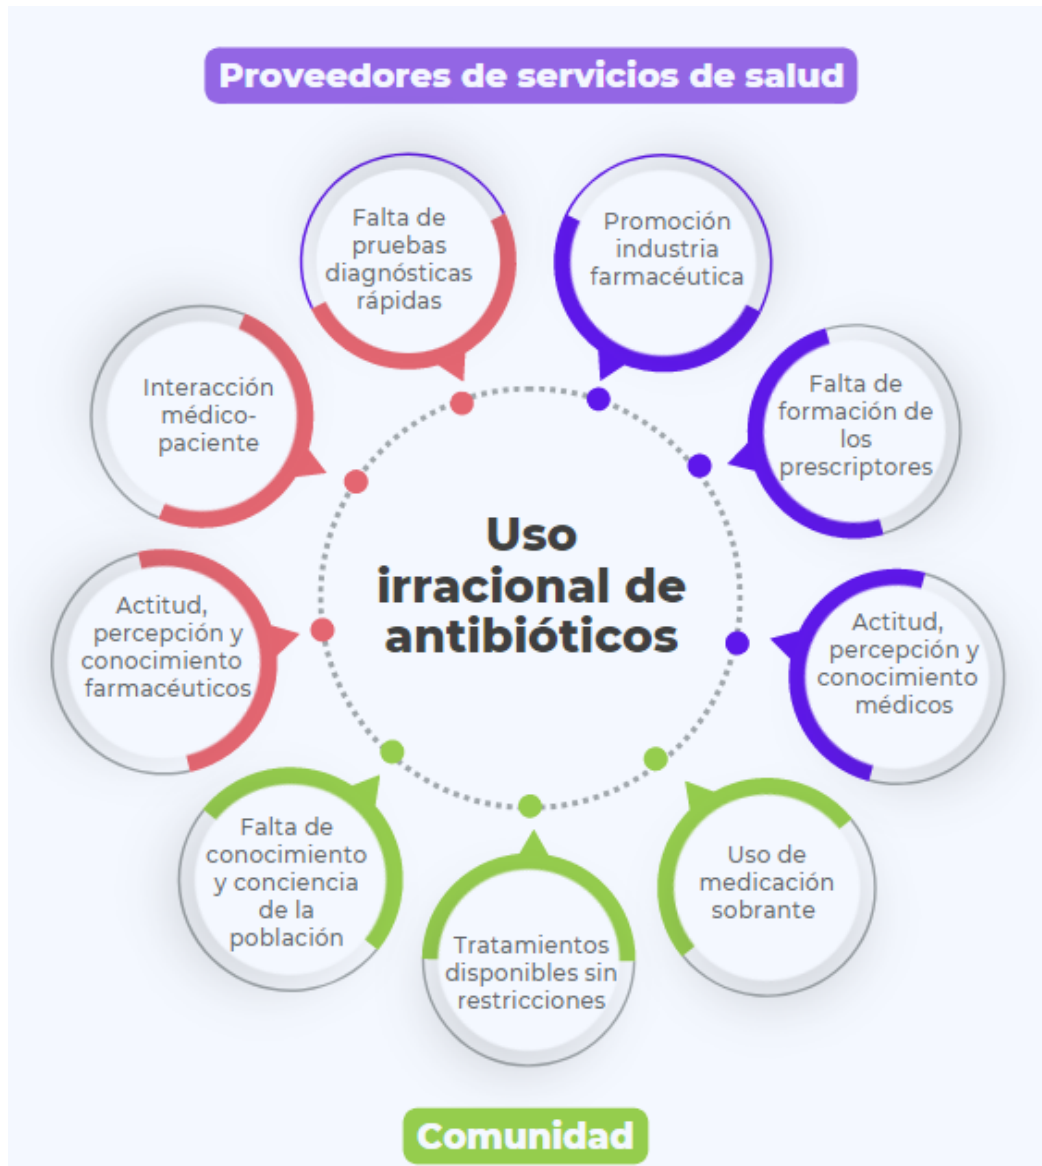 Proveedores de servicios de salud
Falta de
pruebas
diagnósticas
rápidas
Promoción
industria
farmacéutica
Interacción
médico-
paciente
Falta de
formación de
los
prescriptores
Uso
irracional de
antibióticos
Actitud,
percepción y
conocimiento
farmacéuticos
Actitud,
percepción y
conocimiento
médicos
Falta de
conocimiento
y conciencia
de la
población
Tratamientos
disponibles sin
restricciones
Uso de
medicación
sobrante
Comunidad